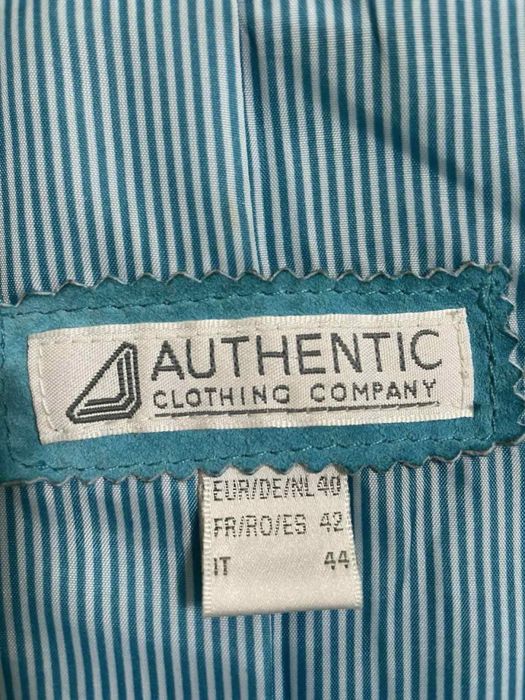 AUTHENTIC
CLOTHING COMPANY
EUR/DE/NL 40
FR/RO/ES 42
IT 44